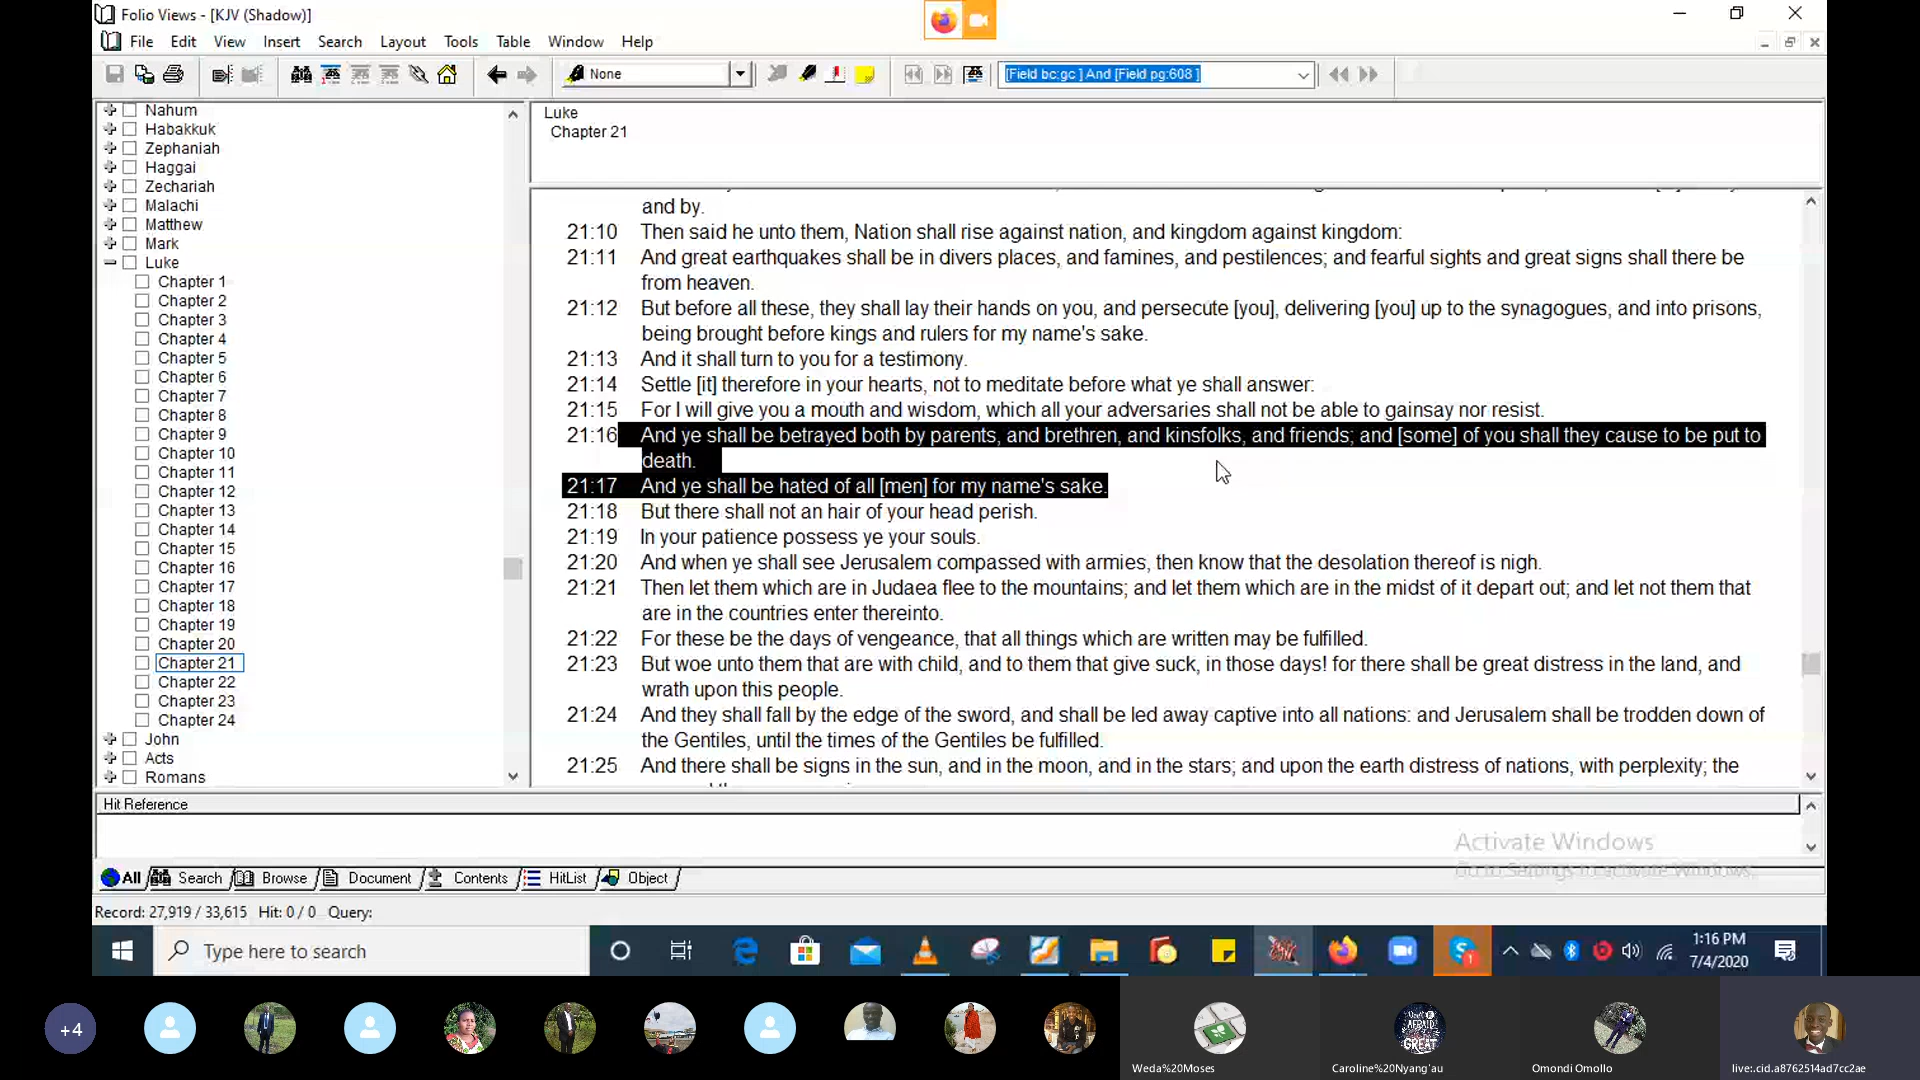 Folio Views - [KJV (Shadow)]
File Edit View Insert Search Layout Tools Table Window Help
None
[Field bc:gc ] And [Field pg:608 ]
Nahum
Habakkuk
Zephaniah
Haggai
Zechariah
Malachi
Matthew
Mark
Luke
Chapter 1
Chapter 2
Chapter 3
Chapter 4
Chapter 5
Chapter 6
Chapter 7
Chapter 8
Chapter 9
Chapter 10
Chapter 11
Chapter 12
Chapter 13
Chapter 14
Chapter 15
Chapter 16
Chapter 17
Chapter 18
Chapter 19
Chapter 20
Chapter 21
Chapter 22
Chapter 23
Chapter 24
John
Acts
Romans
Luke
Chapter 21
and by.
21:10 Then said he unto them, Nation shall rise against nation, and kingdom against kingdom:
21:11 And great earthquakes shall be in divers places, and famines, and pestilences; and fearful sights and great signs shall there be
from heaven.
21:12 But before all these, they shall lay their hands on you, and persecute [you], delivering [you] up to the synagogues, and into prisons,
being brought before kings and rulers for my name's sake.
21:13 And it shall turn to you for a testimony.
21:14 Settle [it] therefore in your hearts, not to meditate before what ye shall answer:
21:15 For I will give you a mouth and wisdom, which all your adversaries shall not be able to gainsay nor resist.
21:16 And ye shall be betrayed both by parents, and brethren, and kinsfolks, and friends; and [some] of you shall they cause to be put to
death.
21:17 And ye shall be hated of all [men] for my name's sake.
21:18 But there shall not an hair of your head perish.
21:19 In your patience possess ye your souls.
21:20 And when ye shall see Jerusalem compassed with armies, then know that the desolation thereof is nigh.
21:21 Then let them which are in Judaea flee to the mountains; and let them which are in the midst of it depart out; and let not them that
are in the countries enter thereinto.
21:22 For these be the days of vengeance, that all things which are written may be fulfilled.
21:23 But woe unto them that are with child, and to them that give suck, in those days! for there shall be great distress in the land, and
wrath upon this people.
21:24 And they shall fall by the edge of the sword, and shall be led away captive into all nations: and Jerusalem shall be trodden down of
the Gentiles, until the times of the Gentiles be fulfilled.
21:25 And there shall be signs in the sun, and in the moon, and in the stars; and upon the earth distress of nations, with perplexity; the
Hit Reference
Activate Windows
Go to Settings to activate Windows.
All Search Browse Document Contents HitList Object
Record: 27,919 / 33,615 Hit: 0 / 0 Query:
Type here to search
1:16 PM
7/4/2020
+4
Weda%20Moses
Caroline%20Nyang'au
Omondi Omollo
live:.cid.a8762514ad7cc2ae